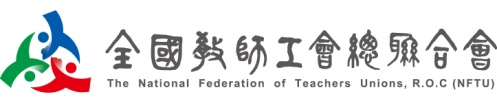 全國教師工會總聯合會
The National Federation of Teachers Unions, R.O.C (NFTU)